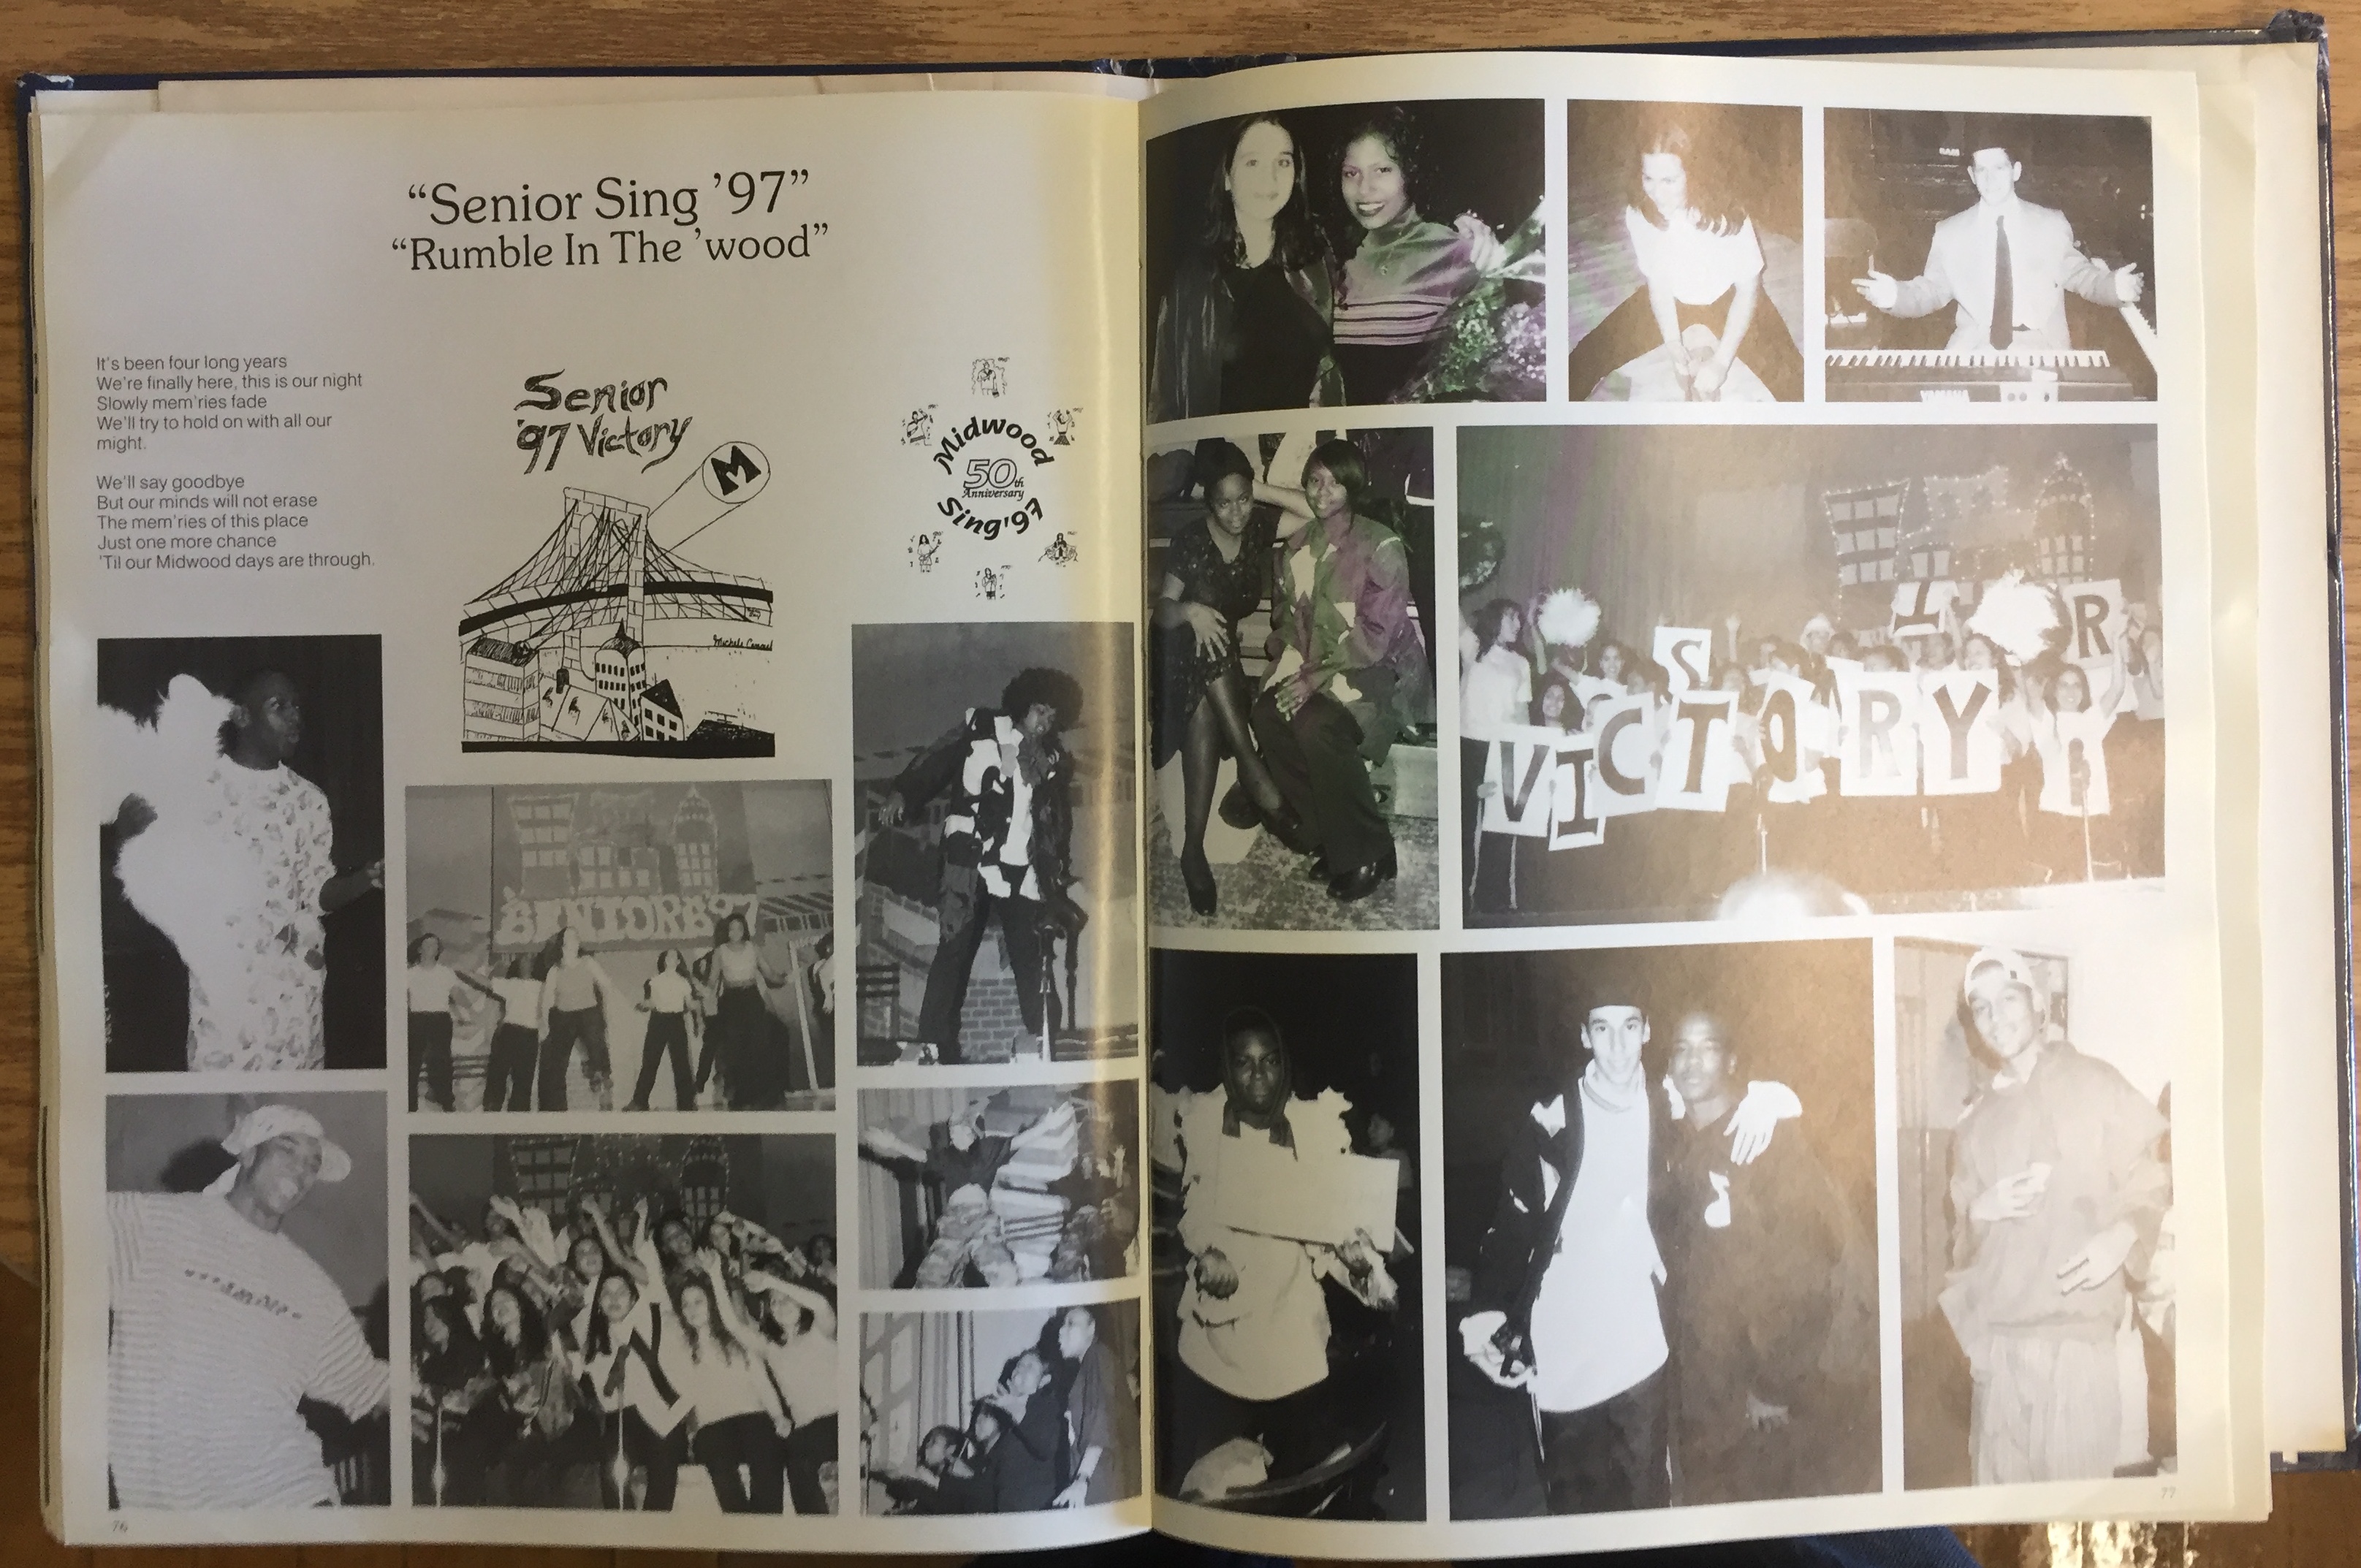 “Senior Sing ’97”
“Rumble In The ’wood”
It's been four long years
We're finally here, this is our night
Slowly mem'ries fade
We'll try to hold on with all our
might.
We'll say goodbye
But our minds will not erase
The mem'ries of this place
Just one more chance
'Til our Midwood days are through.
Senior
'97 Victory
M
Midwood
50th
Anniversary
Sing'97
SENIORS 97
Y
76
YAMAHA
S
R
VICTORY
77